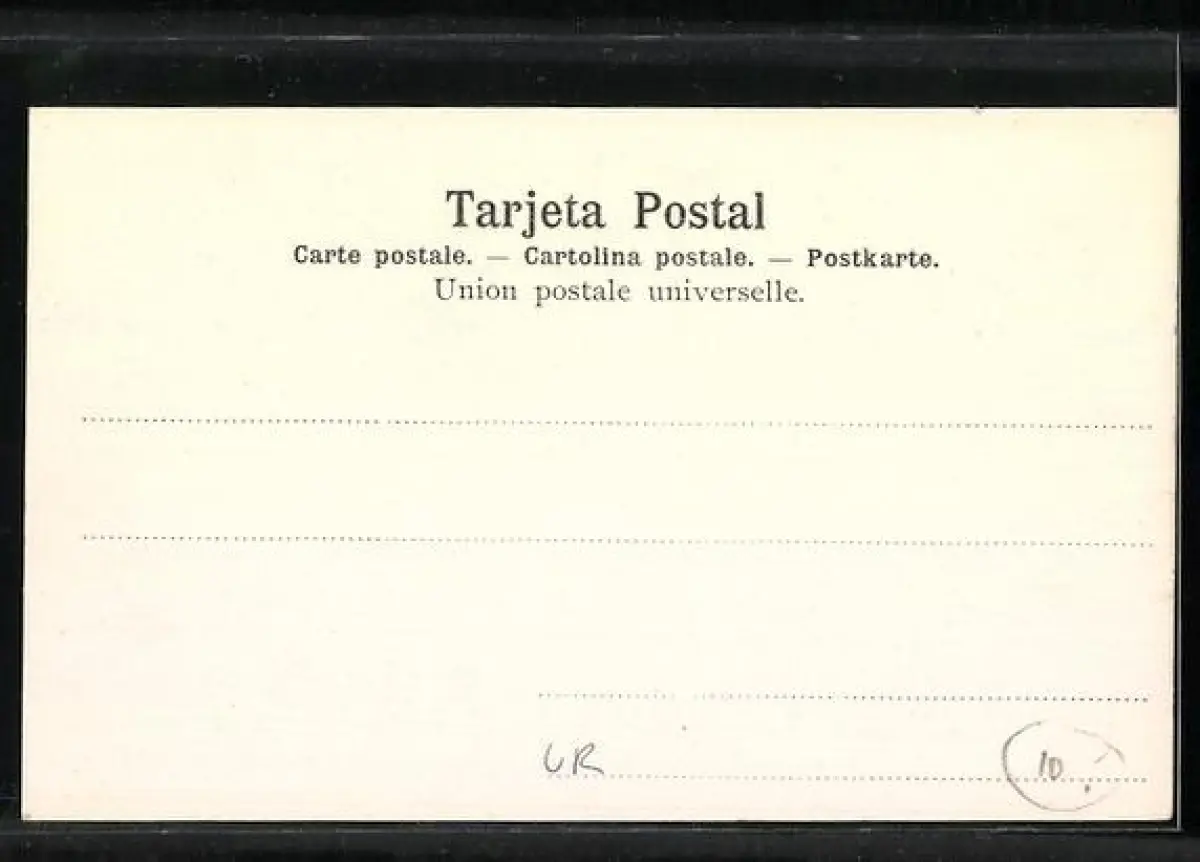 Tarjeta Postal
Carte postale. — Cartolina postale. — Postkarte.
Union postale universelle.
UR
10